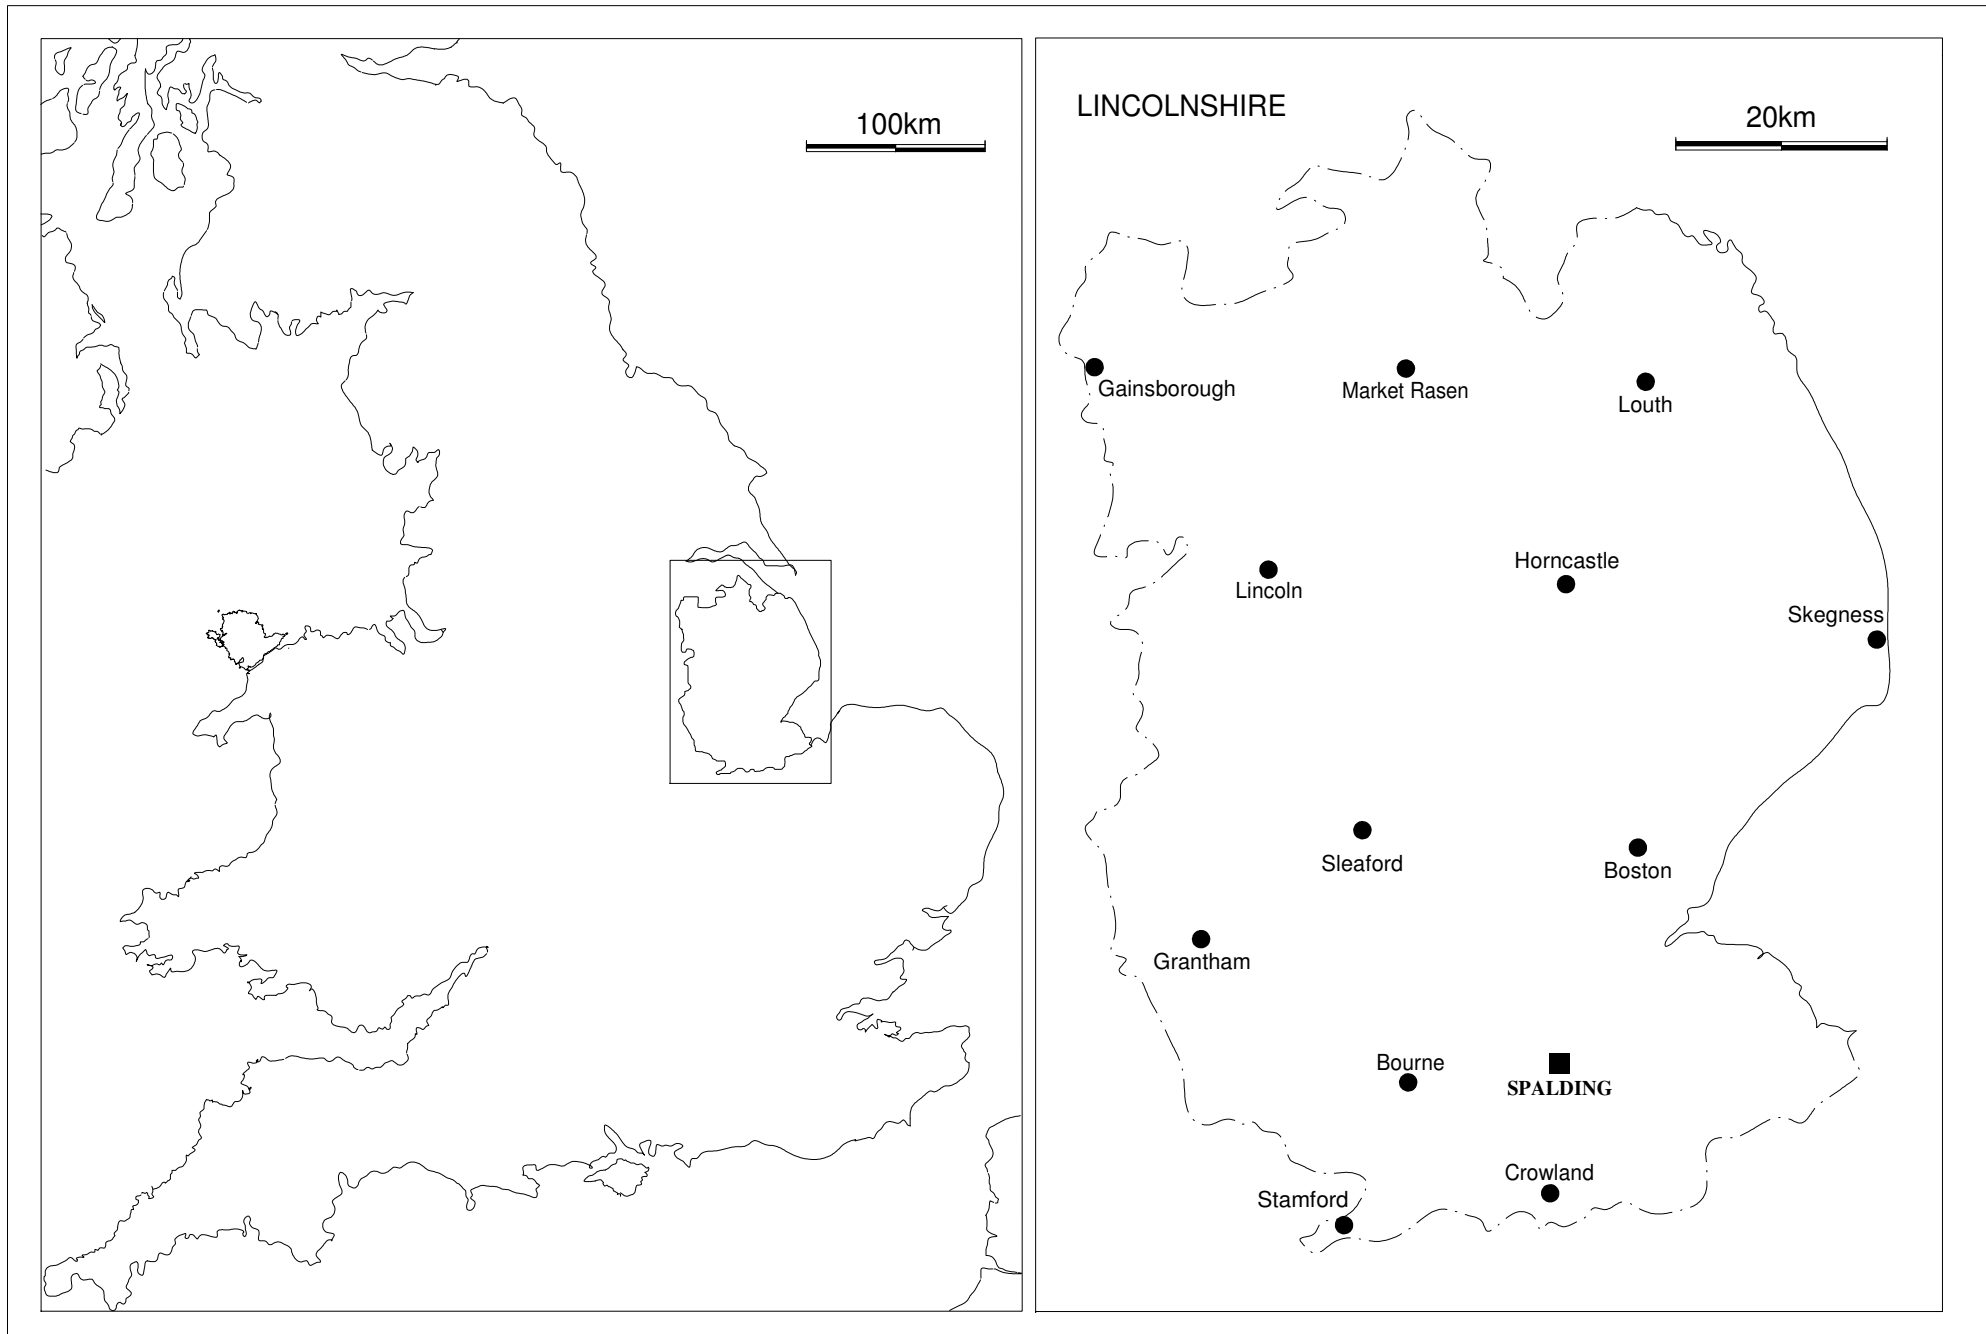 100km
LINCOLNSHIRE
20km
Gainsborough
Market Rasen
Louth
Horncastle
Lincoln
Skegness
Sleaford
Boston
Grantham
Bourne
SPALDING
Crowland
Stamford